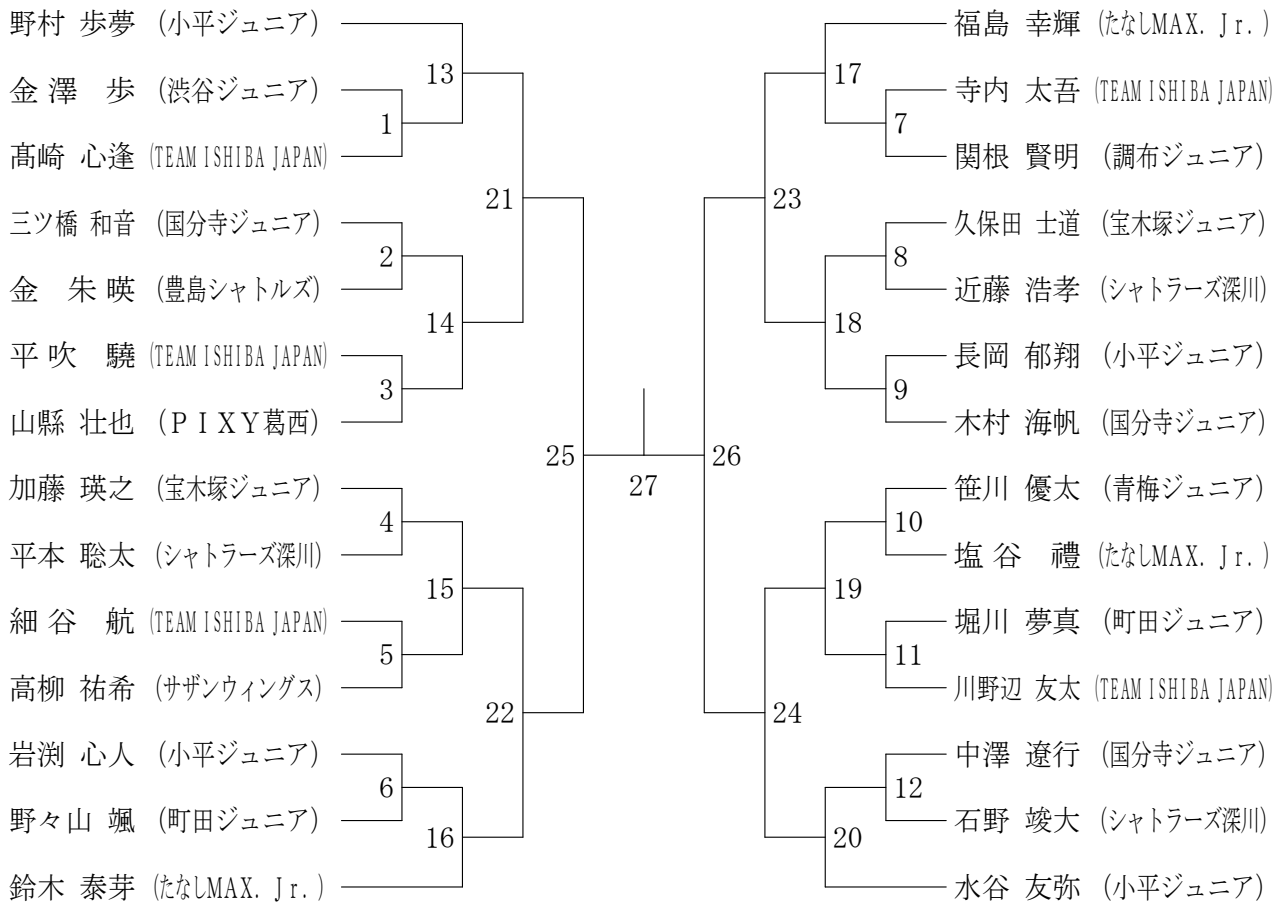 野村 歩夢 (小平ジュニア)
金澤 歩 (渋谷ジュニア)
髙崎 心逢 (TEAM ISHIBA JAPAN)
三ツ橋 和音 (国分寺ジュニア)
金 朱暎 (豊島シャトルズ)
平吹 驍 (TEAM ISHIBA JAPAN)
山縣 壮也 (PIXY葛西)
加藤 瑛之 (宝木塚ジュニア)
平本 聡太 (シャトラーズ深川)
細谷 航 (TEAM ISHIBA JAPAN)
高柳 祐希 (サザンウィングス)
岩渕 心人 (小平ジュニア)
野々山 颯 (町田ジュニア)
鈴木 泰芽 (たなしMAX. Jr.)
1
2
3
4
5
6
13
14
15
16
21
22
25
27
26
23
24
17
18
19
20
7
8
9
10
11
12
福島 幸輝 (たなしMAX. Jr.)
寺内 太吾 (TEAM ISHIBA JAPAN)
関根 賢明 (調布ジュニア)
久保田 士道 (宝木塚ジュニア)
近藤 浩孝 (シャトラーズ深川)
長岡 郁翔 (小平ジュニア)
木村 海帆 (国分寺ジュニア)
笹川 優太 (青梅ジュニア)
塩谷 禮 (たなしMAX. Jr.)
堀川 夢真 (町田ジュニア)
川野辺 友太 (TEAM ISHIBA JAPAN)
中澤 遼行 (国分寺ジュニア)
石野 竣大 (シャトラーズ深川)
水谷 友弥 (小平ジュニア)